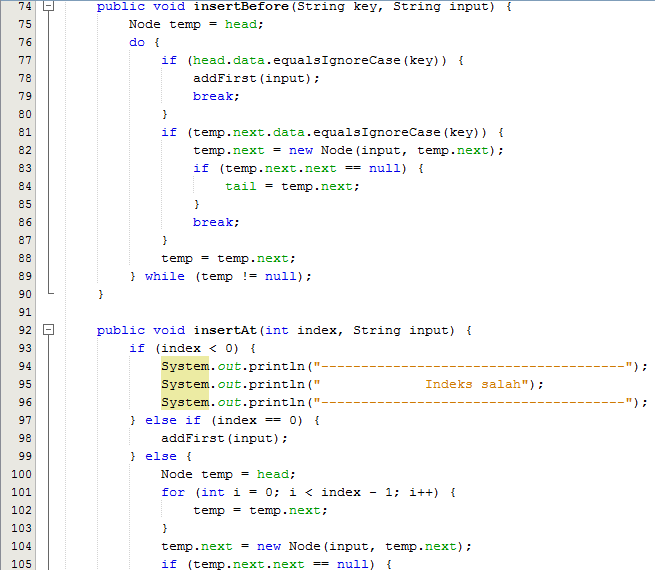 74 public void insertBefore(String key, String input) {
75 Node temp = head;
76 do {
77 if (head.data.equalsIgnoreCase(key)) {
78 addFirst(input);
79 break;
80 }
81 if (temp.next.data.equalsIgnoreCase(key)) {
82 temp.next = new Node(input, temp.next);
83 if (temp.next.next == null) {
84 tail = temp.next;
85 }
86 break;
87 }
88 temp = temp.next;
89 } while (temp != null);
90 }
91
92 public void insertAt(int index, String input) {
93 if (index < 0) {
94 System.out.println("--------------------------------------");
95 System.out.println("             Indeks salah");
96 System.out.println("--------------------------------------");
97 } else if (index == 0) {
98 addFirst(input);
99 } else {
100 Node temp = head;
101 for (int i = 0; i < index - 1; i++) {
102 temp = temp.next;
103 }
104 temp.next = new Node(input, temp.next);
105 if (temp.next.next == null) {